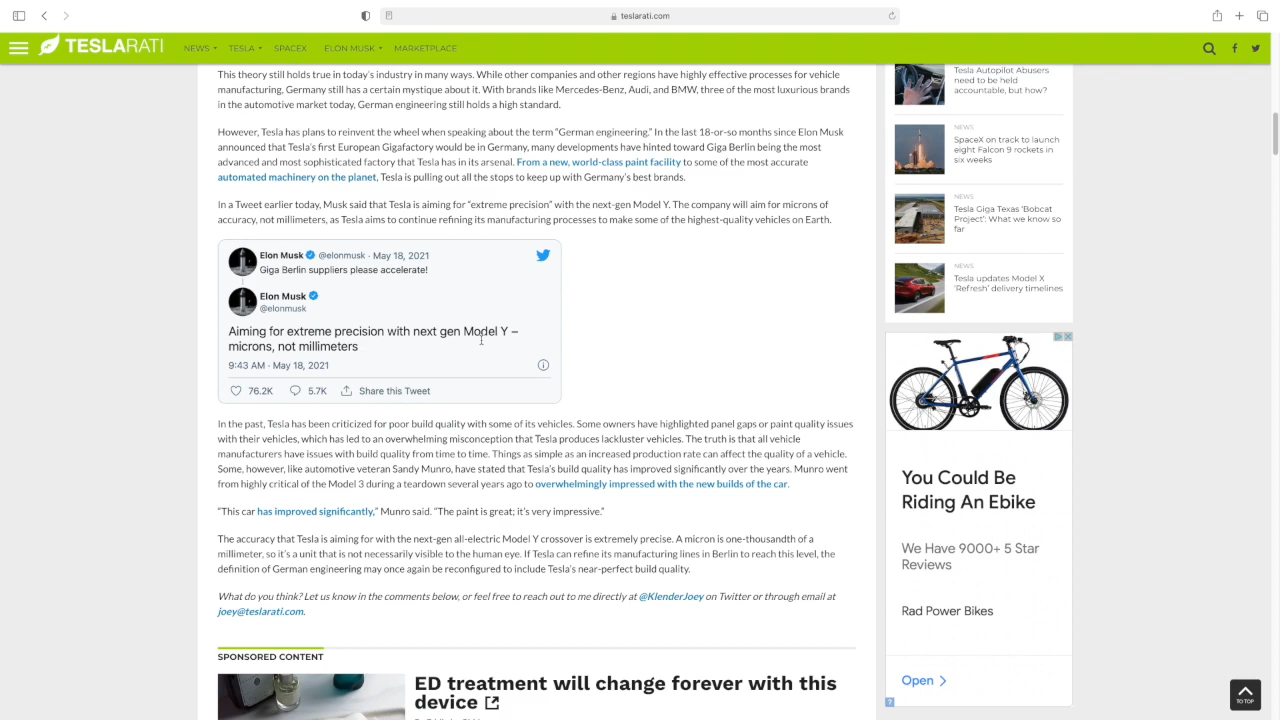 teslarati.com
TESLARATI
NEWS
TESLA
SPACEX
ELON MUSK
MARKETPLACE
This theory still holds true in today's industry in many ways. While other companies and other regions have highly effective processes for vehicle
manufacturing, Germany still has a certain mystique about it. With brands like Mercedes-Benz, Audi, and BMW, three of the most luxurious brands
in the automotive market today, German engineering still holds a high standard.
However, Tesla has plans to reinvent the wheel when speaking about the term "German engineering." In the last 18-or-so months since Elon Musk
announced that Tesla's first European Gigafactory would be in Germany, many developments have hinted toward Giga Berlin being the most
advanced and most sophisticated factory that Tesla has in its arsenal. From a new, world-class paint facility to some of the most accurate
automated machinery on the planet, Tesla is pulling out all the stops to keep up with Germany's best brands.
In a Tweet earlier today, Musk said that Tesla is aiming for "extreme precision" with the next-gen Model Y. The company will aim for microns of
accuracy, not millimeters, as Tesla aims to continue refining its manufacturing processes to make some of the highest-quality vehicles on Earth.
Elon Musk @elonmusk · May 18, 2021
Giga Berlin suppliers please accelerate!
Elon Musk
@elonmusk
Aiming for extreme precision with next gen Model Y –
microns, not millimeters
9:43 AM · May 18, 2021
76.2K 5.7K Share this Tweet
In the past, Tesla has been criticized for poor build quality with some of its vehicles. Some owners have highlighted panel gaps or paint quality issues
with their vehicles, which has led to an overwhelming misconception that Tesla produces lackluster vehicles. The truth is that all vehicle
manufacturers have issues with build quality from time to time. Things as simple as an increased production rate can affect the quality of a vehicle.
Some, however, like automotive veteran Sandy Munro, have stated that Tesla's build quality has improved significantly over the years. Munro went
from highly critical of the Model 3 during a teardown several years ago to overwhelmingly impressed with the new builds of the car.
"This car has improved significantly," Munro said. "The paint is great; it's very impressive."
The accuracy that Tesla is aiming for with the next-gen all-electric Model Y crossover is extremely precise. A micron is one-thousandth of a
millimeter, so it's a unit that is not necessarily visible to the human eye. If Tesla can refine its manufacturing lines in Berlin to reach this level, the
definition of German engineering may once again be reconfigured to include Tesla's near-perfect build quality.
What do you think? Let us know in the comments below, or feel free to reach out to me directly at @KlenderJoey on Twitter or through email at
joey@teslarati.com.
SPONSORED CONTENT
ED treatment will change forever with this
device
Tesla Autopilot Abusers
need to be held
accountable, but how?
NEWS
SpaceX on track to launch
eight Falcon 9 rockets in
six weeks
NEWS
Tesla Giga Texas 'Bobcat
Project': What we know so
far
NEWS
Tesla updates Model X
'Refresh' delivery timelines
You Could Be
Riding An Ebike
We Have 9000+ 5 Star
Reviews
Rad Power Bikes
Open
TO TOP